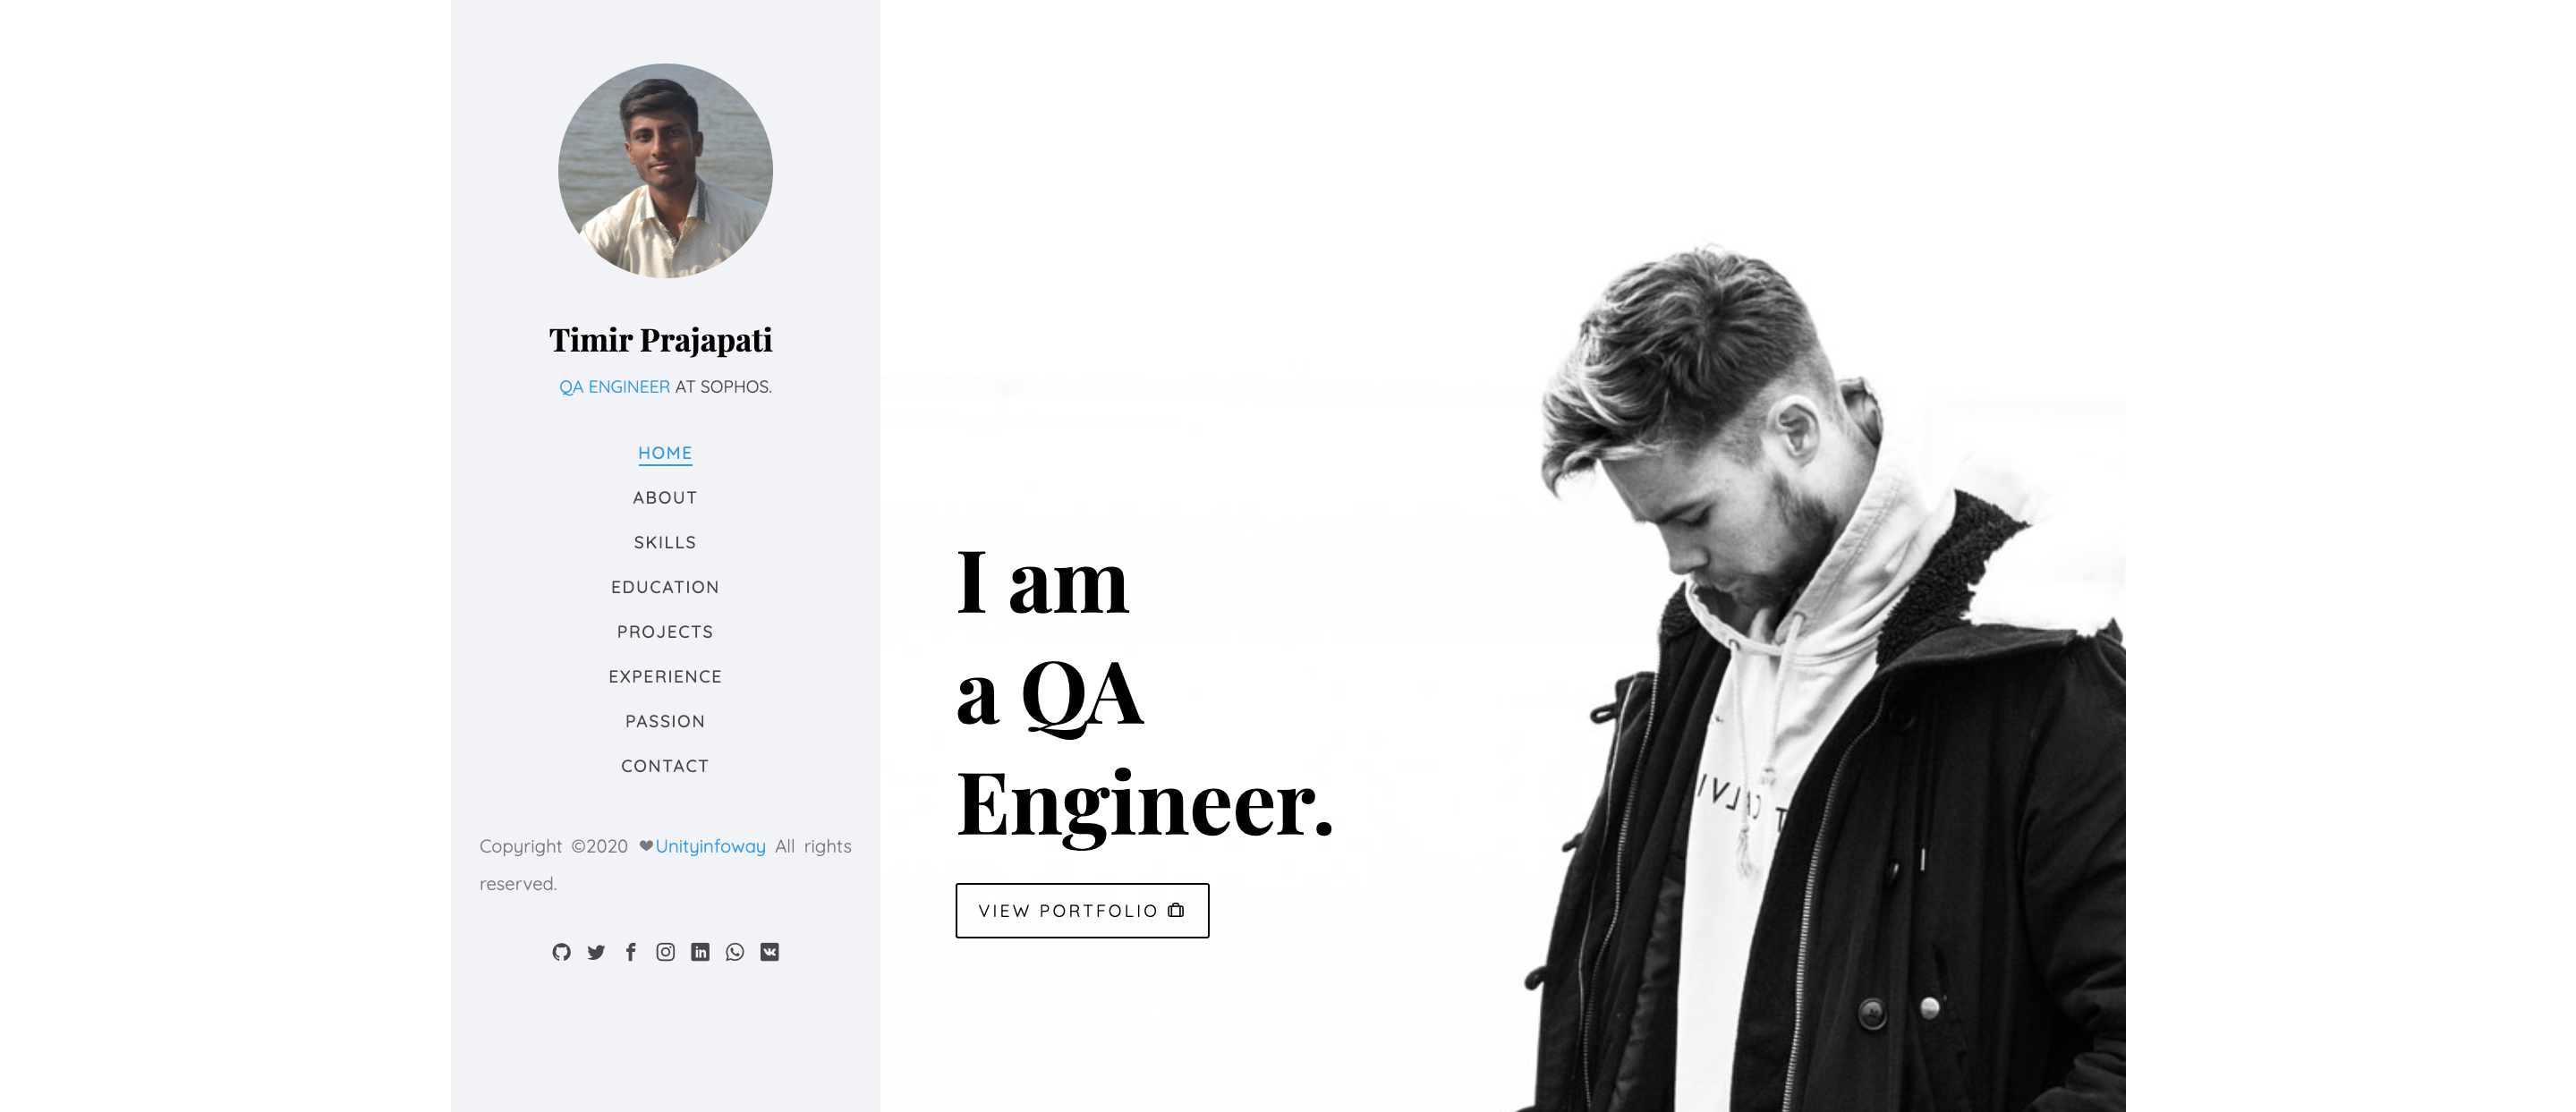 Timir Prajapati
QA ENGINEER AT SOPHOS.
HOME
ABOUT
SKILLS
EDUCATION
PROJECTS
EXPERIENCE
PASSION
CONTACT
Copyright ©2020 ❤Unityinfoway All rights
reserved.
I am
a QA
Engineer.
VIEW PORTFOLIO